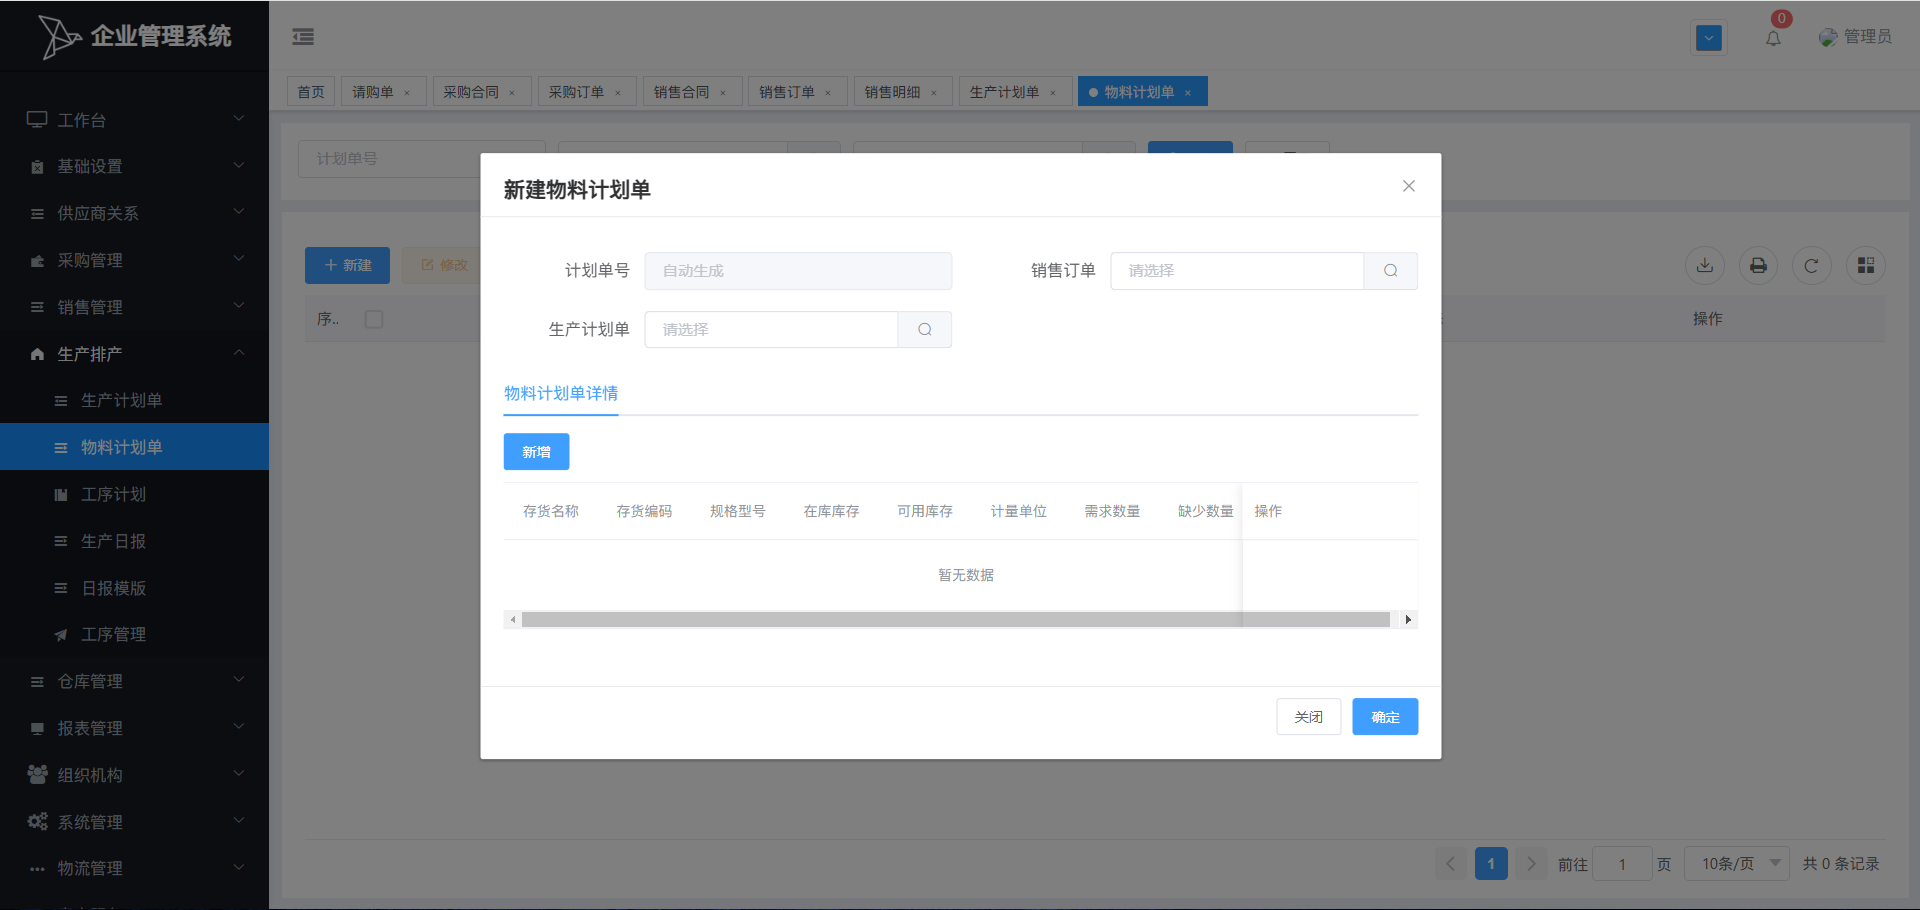 企业管理系统
0
管理员
首页 请购单 × 采购合同 × 采购订单 × 销售合同 × 销售订单 × 销售明细 × 生产计划单 × 物料计划单 ×
工作台
基础设置
供应商关系
采购管理
销售管理
生产排产
生产计划单
物料计划单
工序计划
生产日报
日报模版
工序管理
仓库管理
报表管理
组织机构
系统管理
物流管理
计划单号
新建 修改
序.. 操作
新建物料计划单
计划单号 自动生成 销售订单 请选择
生产计划单 请选择
物料计划单详情
新增
存货名称 存货编码 规格型号 在库库存 可用库存 计量单位 需求数量 缺少数量 操作
暂无数据
关闭 确定
1 前往 1 页 10条/页 共 0 条记录